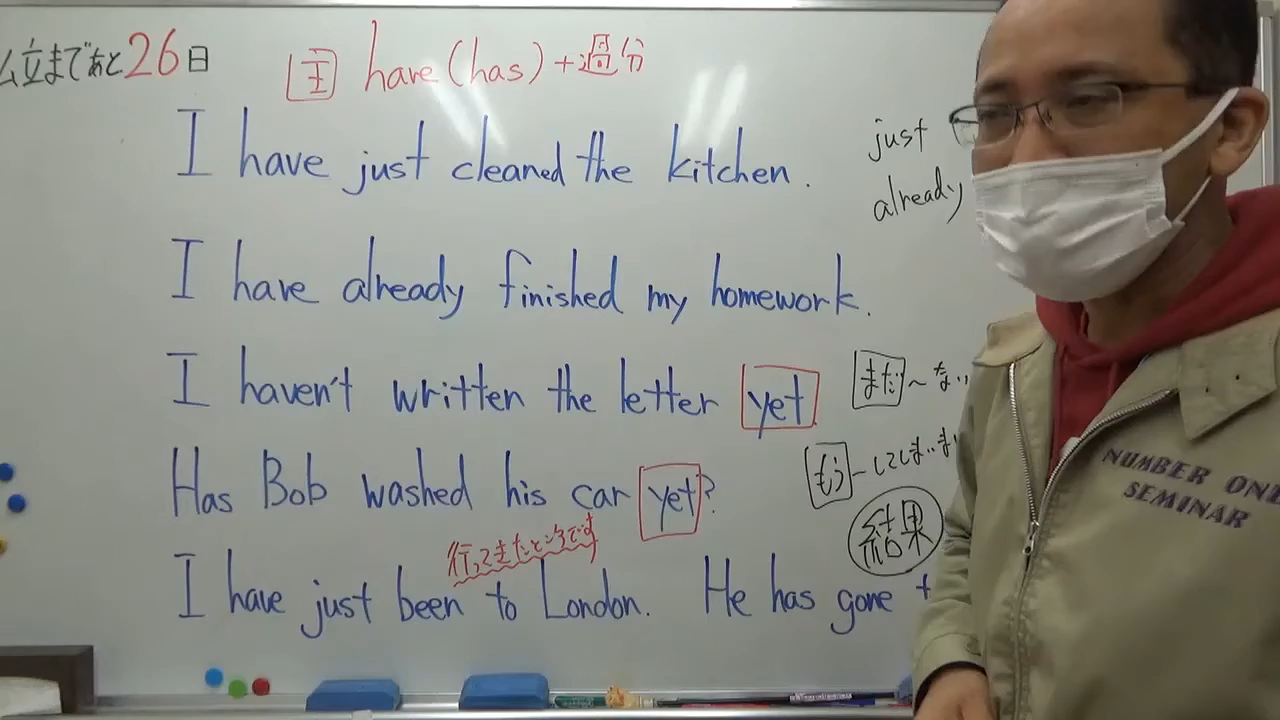 立まであと26日
主 have(has)+過分
I have just cleaned the kitchen.
just
already
I have already finished my homework.
I haven't written the letter yet
まだ~な
Has Bob washed his car yet?
もう~してしまいま
結果
行ってきたところです
I have just been to London. He has gone
NUMBER ONE
SEMINAR